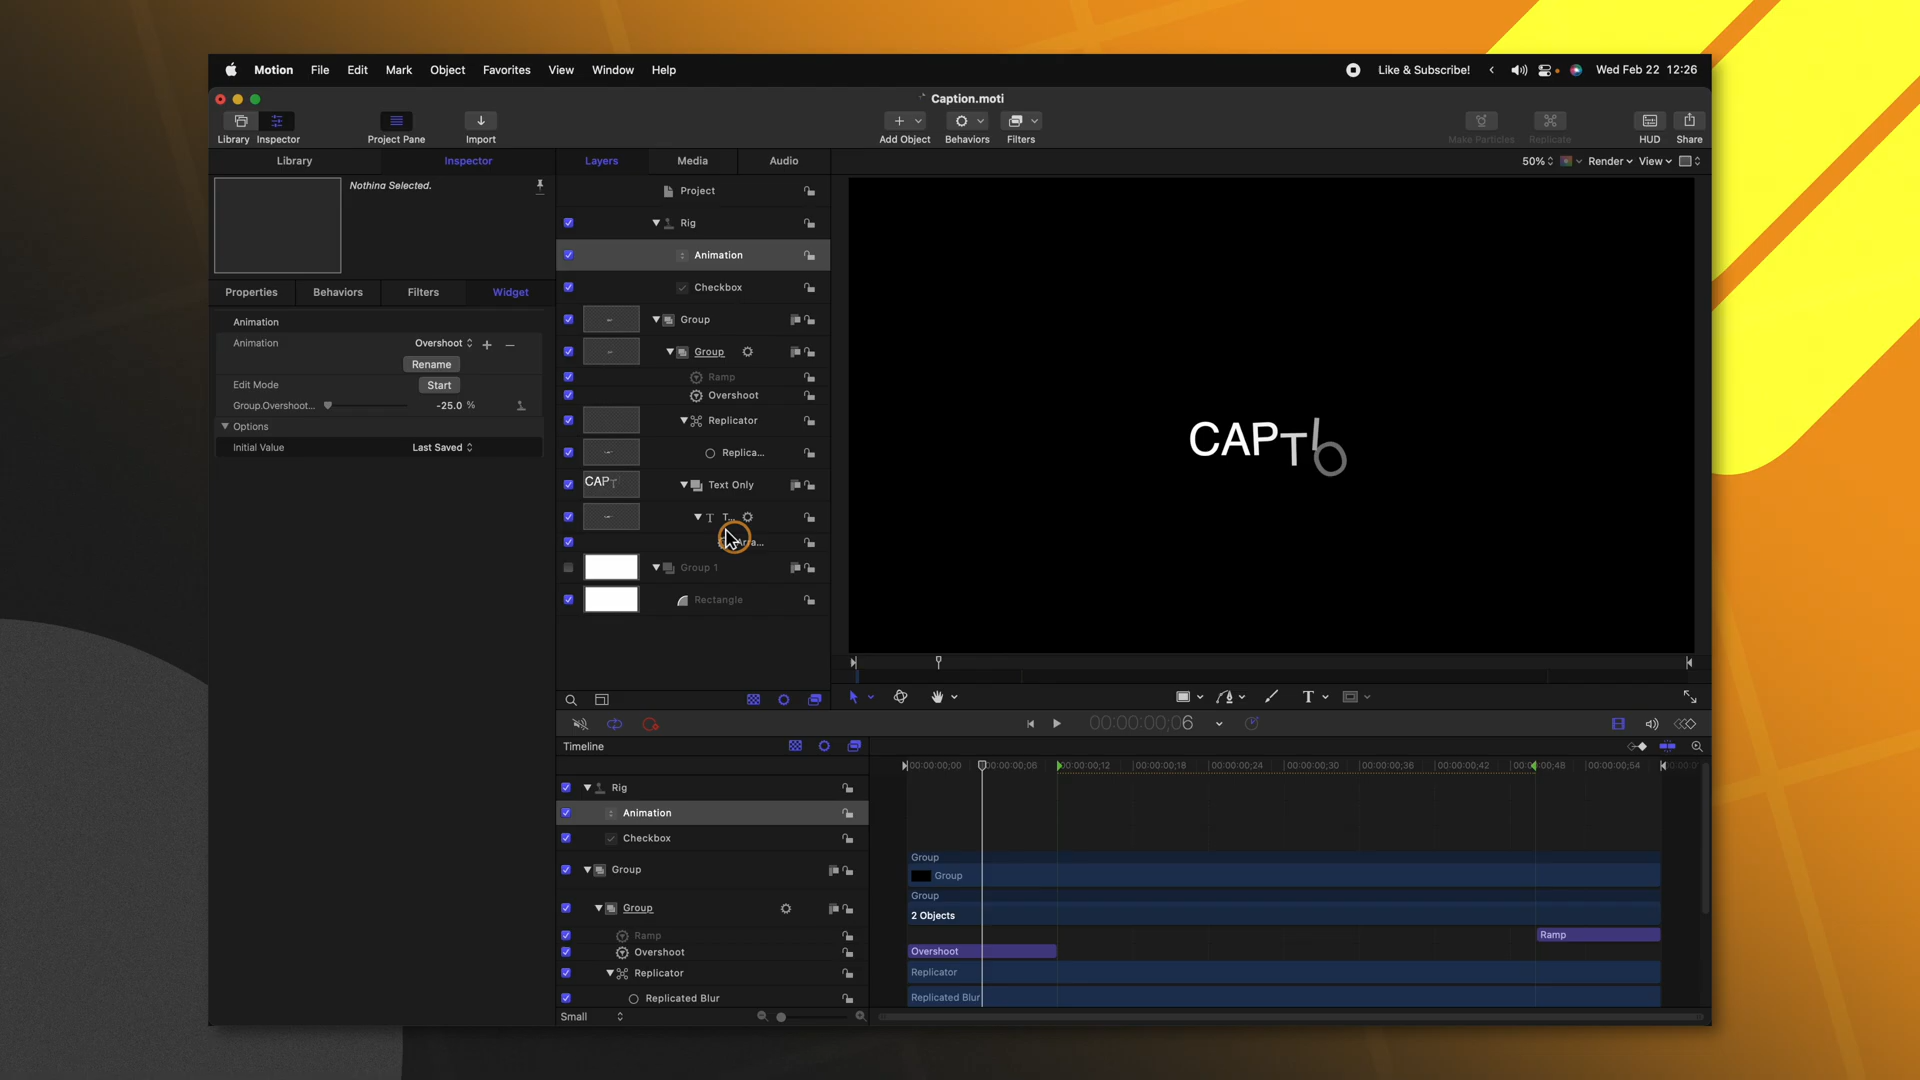 Motion File Edit Mark Object Favorites View Window Help
Like & Subscribe! Wed Feb 22 12:26
Caption.moti
Library Inspector Project Pane Import Add Object Behaviors Filters Make Particles Replicate HUD Share
Library Inspector Layers Media Audio 50% Render View
Nothing Selected.
Properties Behaviors Filters Widget
Animation
Animation Overshoot
Rename
Edit Mode Start
Group.Overshoot... -25.0 %
Options
Initial Value Last Saved
Project
Rig
Animation
Checkbox
Group
Group
Ramp
Overshoot
Replicator
Replica...
CAPT Text Only
T T...
Group 1
Rectangle
CAPT
00:00:00;06
Timeline
00:00:00;00 00:00:00;06 00:00:00;12 00:00:00;18 00:00:00;24 00:00:00;30 00:00:00;36 00:00:00;42 00:00:00;48 00:00:00;54
Rig
Animation
Checkbox
Group
Group
Ramp
Overshoot
Replicator
Replicated Blur
Group
Group
Group
2 Objects
Ramp
Overshoot
Replicator
Replicated Blur
Small